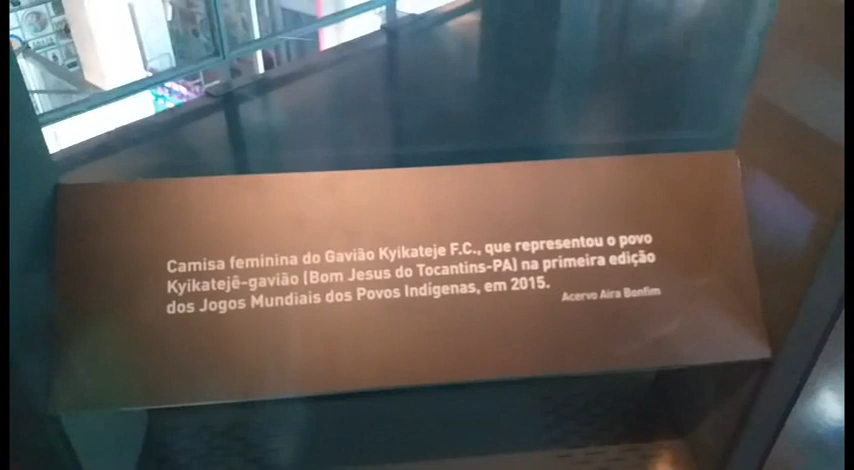 Camisa feminina do Gavião Kyikateje F.C., que representou o povo
Kyikatejê-gavião (Bom Jesus do Tocantins-PA) na primeira edição
dos Jogos Mundiais dos Povos Indígenas, em 2015.
Acervo Aira Bonfim